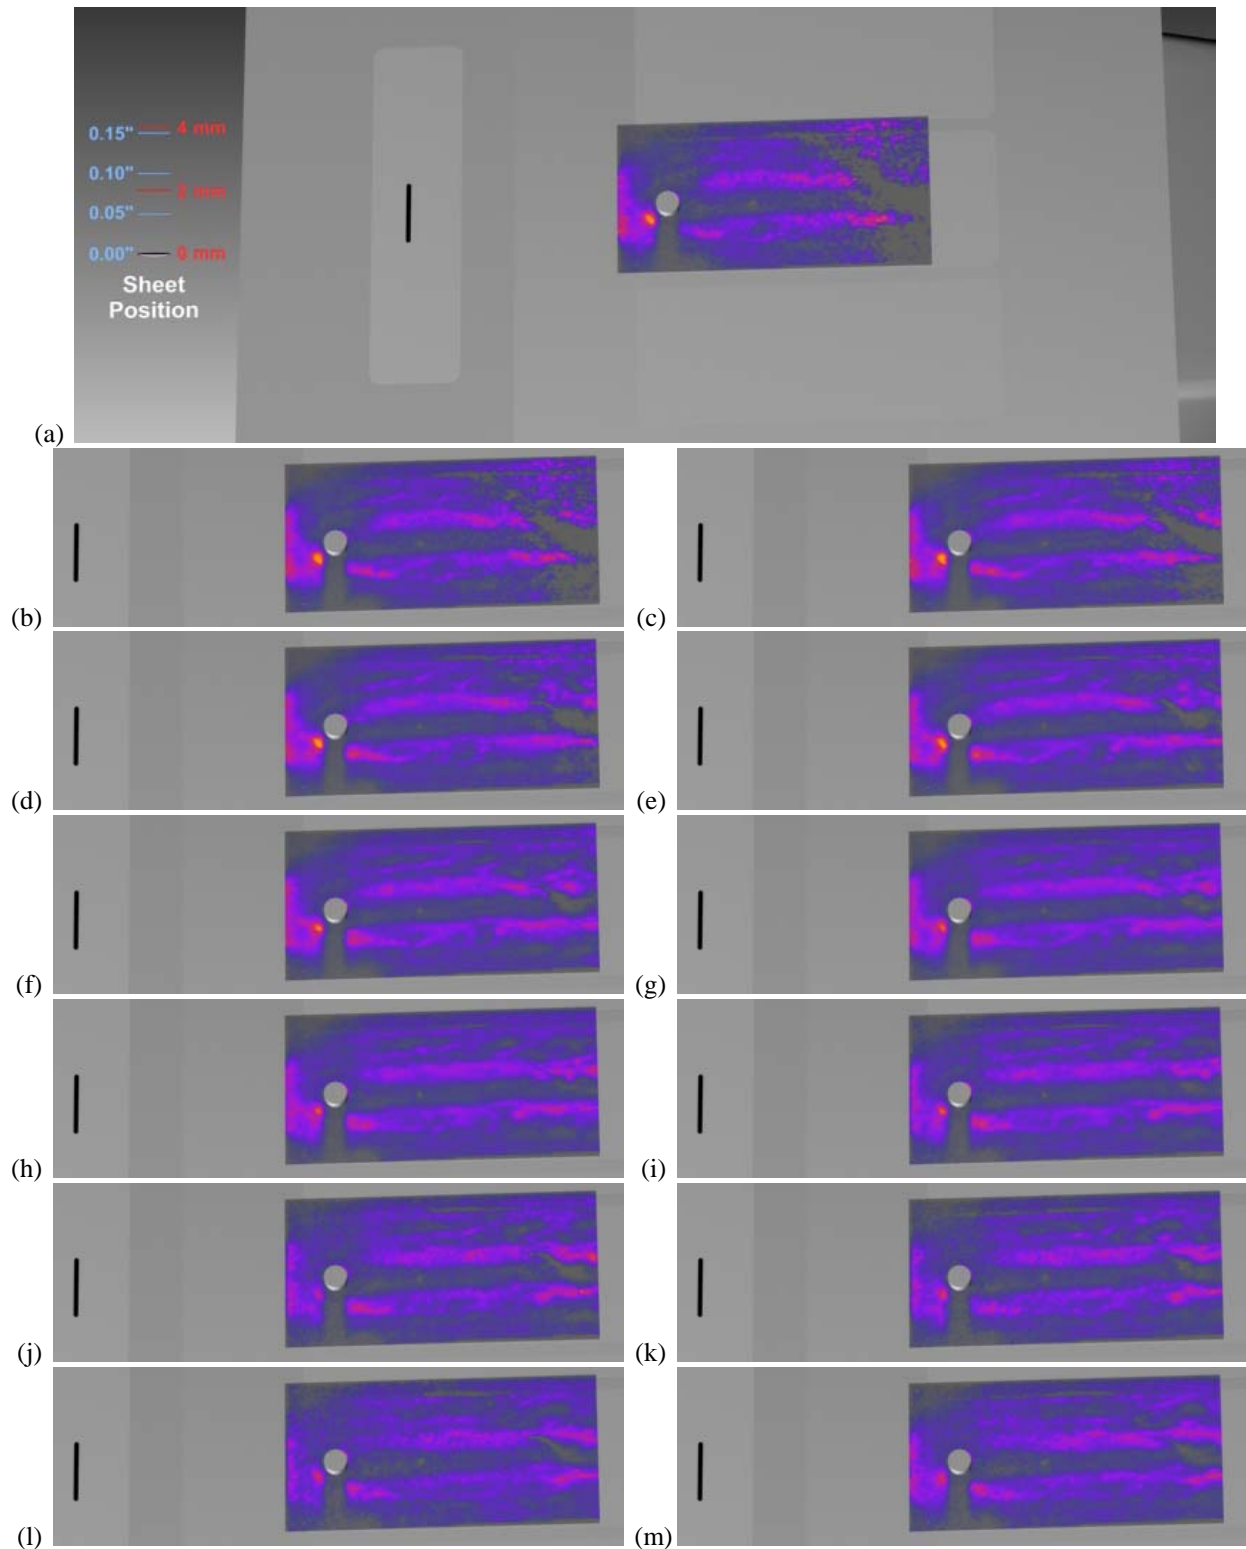 0.15" 4 mm
0.10"
2 mm
0.05"
0.00" 0 mm
Sheet
Position
(a)
(b) (c)
(d) (e)
(f) (g)
(h) (i)
(j) (k)
(l) (m)